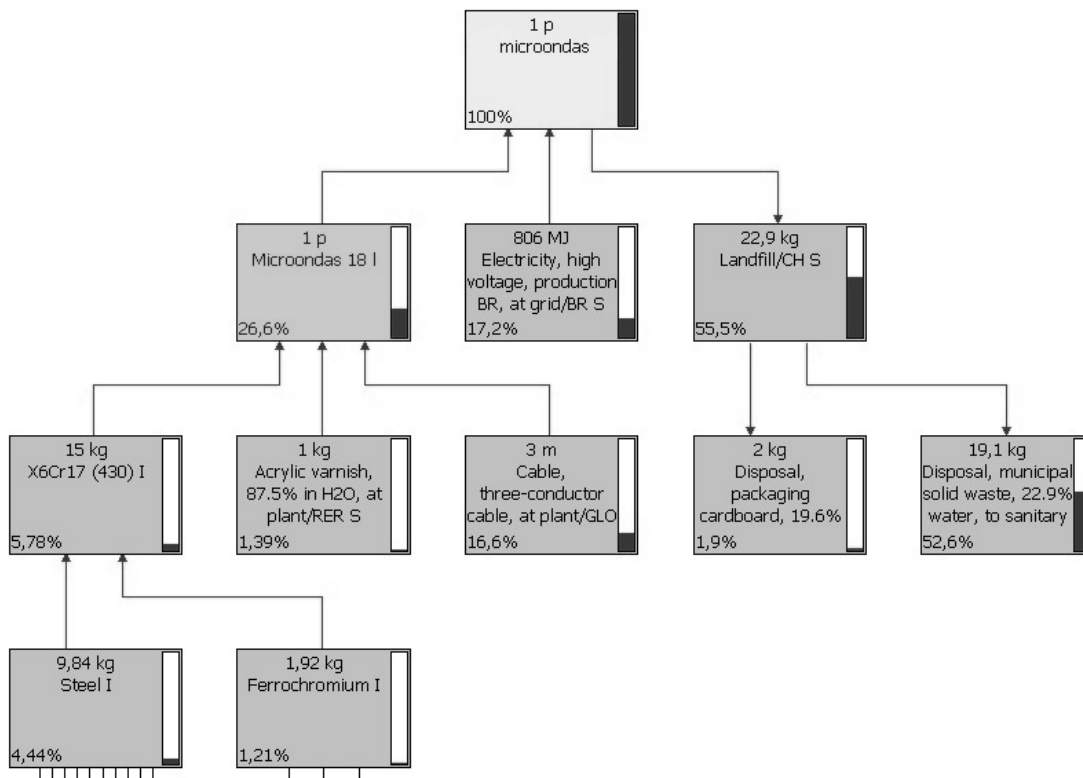 1 p
microondas
100%
1 p
Microondas 18 l
26,6%
806 MJ
Electricity, high
voltage, production
BR, at grid/BR S
17,2%
22,9 kg
Landfill/CH S
55,5%
15 kg
X6Cr17 (430) I
5,78%
1 kg
Acrylic varnish,
87.5% in H2O, at
plant/RER S
1,39%
3 m
Cable,
three-conductor
cable, at plant/GLO
16,6%
2 kg
Disposal,
packaging
cardboard, 19.6%
1,9%
19,1 kg
Disposal, municipal
solid waste, 22.9%
water, to sanitary
52,6%
9,84 kg
Steel I
4,44%
1,92 kg
Ferrochromium I
1,21%